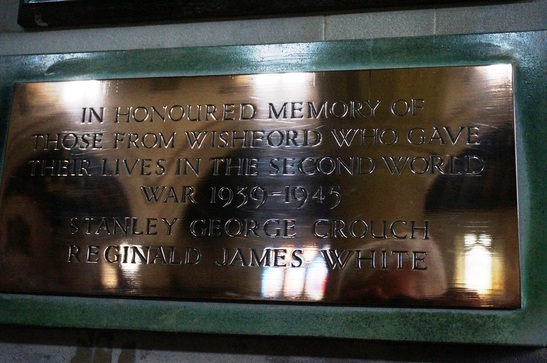 IN HONOURED MEMORY OF
THOSE FROM WISHFORD WHO GAVE
THEIR LIVES IN THE SECOND WORLD
WAR 1939-1945
STANLEY GEORGE CROUCH
REGINALD JAMES WHITE